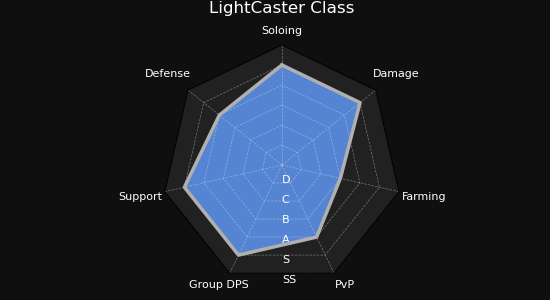 LightCaster Class
Soloing
Defense
Damage
Support
Farming
D
C
B
A
S
SS
Group DPS
PvP